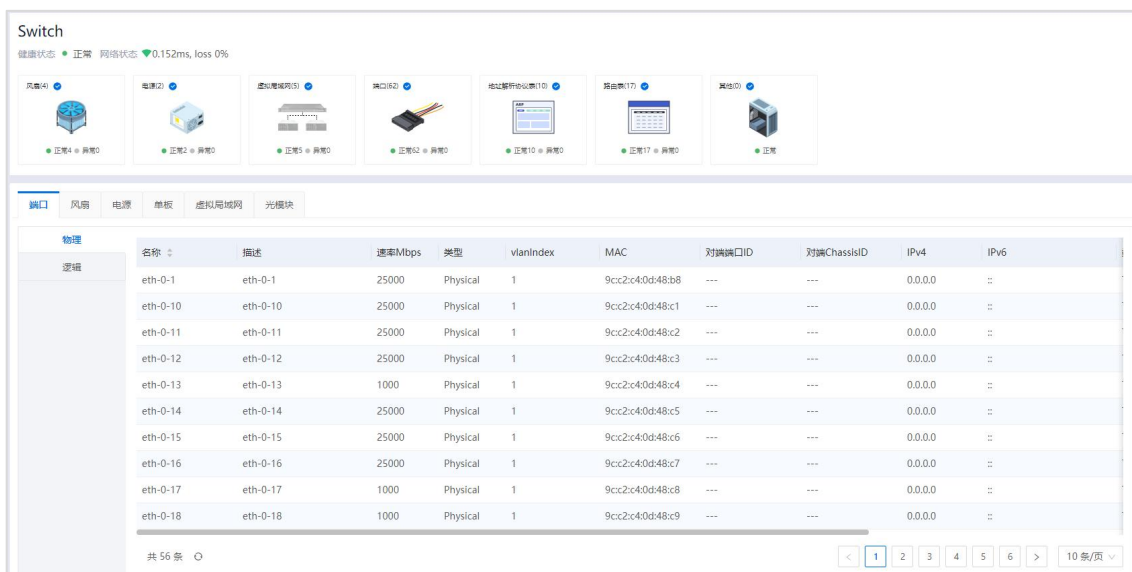 Switch
健康状态 正常 网络状态 0.152ms, loss 0%
风扇(4) 电源(2) 虚拟局域网(5) 端口(62) 地址解析协议表(10) 路由表(17) 其他(0)
正常4 异常0 正常2 异常0 正常5 异常0 正常62 异常0 正常10 异常0 正常17 异常0 正常
端口 风扇 电源 单板 虚拟局域网 光模块
物理
逻辑
名称 描述 速率Mbps 类型 vlanIndex MAC 对端端口ID 对端ChassisID IPv4 IPv6
eth-0-1 eth-0-1 25000 Physical 1 9c:c2:c4:0d:48:b8 --- --- 0.0.0.0 ::
eth-0-10 eth-0-10 25000 Physical 1 9c:c2:c4:0d:48:c1 --- --- 0.0.0.0 ::
eth-0-11 eth-0-11 25000 Physical 1 9c:c2:c4:0d:48:c2 --- --- 0.0.0.0 ::
eth-0-12 eth-0-12 25000 Physical 1 9c:c2:c4:0d:48:c3 --- --- 0.0.0.0 ::
eth-0-13 eth-0-13 1000 Physical 1 9c:c2:c4:0d:48:c4 --- --- 0.0.0.0 ::
eth-0-14 eth-0-14 25000 Physical 1 9c:c2:c4:0d:48:c5 --- --- 0.0.0.0 ::
eth-0-15 eth-0-15 25000 Physical 1 9c:c2:c4:0d:48:c6 --- --- 0.0.0.0 ::
eth-0-16 eth-0-16 25000 Physical 1 9c:c2:c4:0d:48:c7 --- --- 0.0.0.0 ::
eth-0-17 eth-0-17 1000 Physical 1 9c:c2:c4:0d:48:c8 --- --- 0.0.0.0 ::
eth-0-18 eth-0-18 1000 Physical 1 9c:c2:c4:0d:48:c9 --- --- 0.0.0.0 ::
共 56 条 < 1 2 3 4 5 6 > 10 条/页